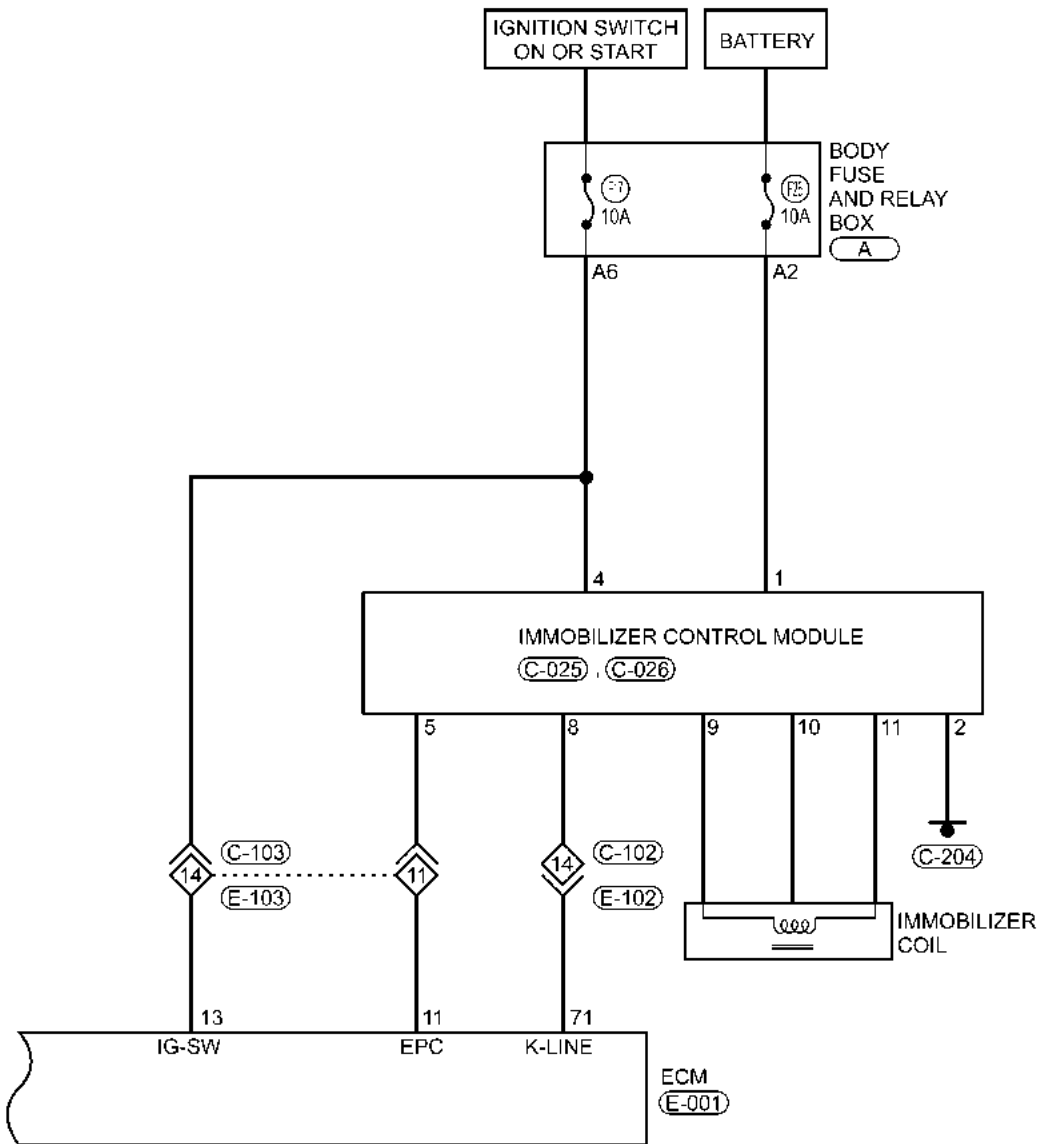 IGNITION SWITCH
ON OR START
BATTERY
BODY
FUSE
AND RELAY
BOX
A
10A
F25
10A
A6
A2
4
1
IMMOBILIZER CONTROL MODULE
C-025 , C-026
5
8
9
10
11
2
C-103
14
E-103
11
C-102
14
E-102
C-204
IMMOBILIZER
COIL
13
11
71
IG-SW
EPC
K-LINE
ECM
E-001